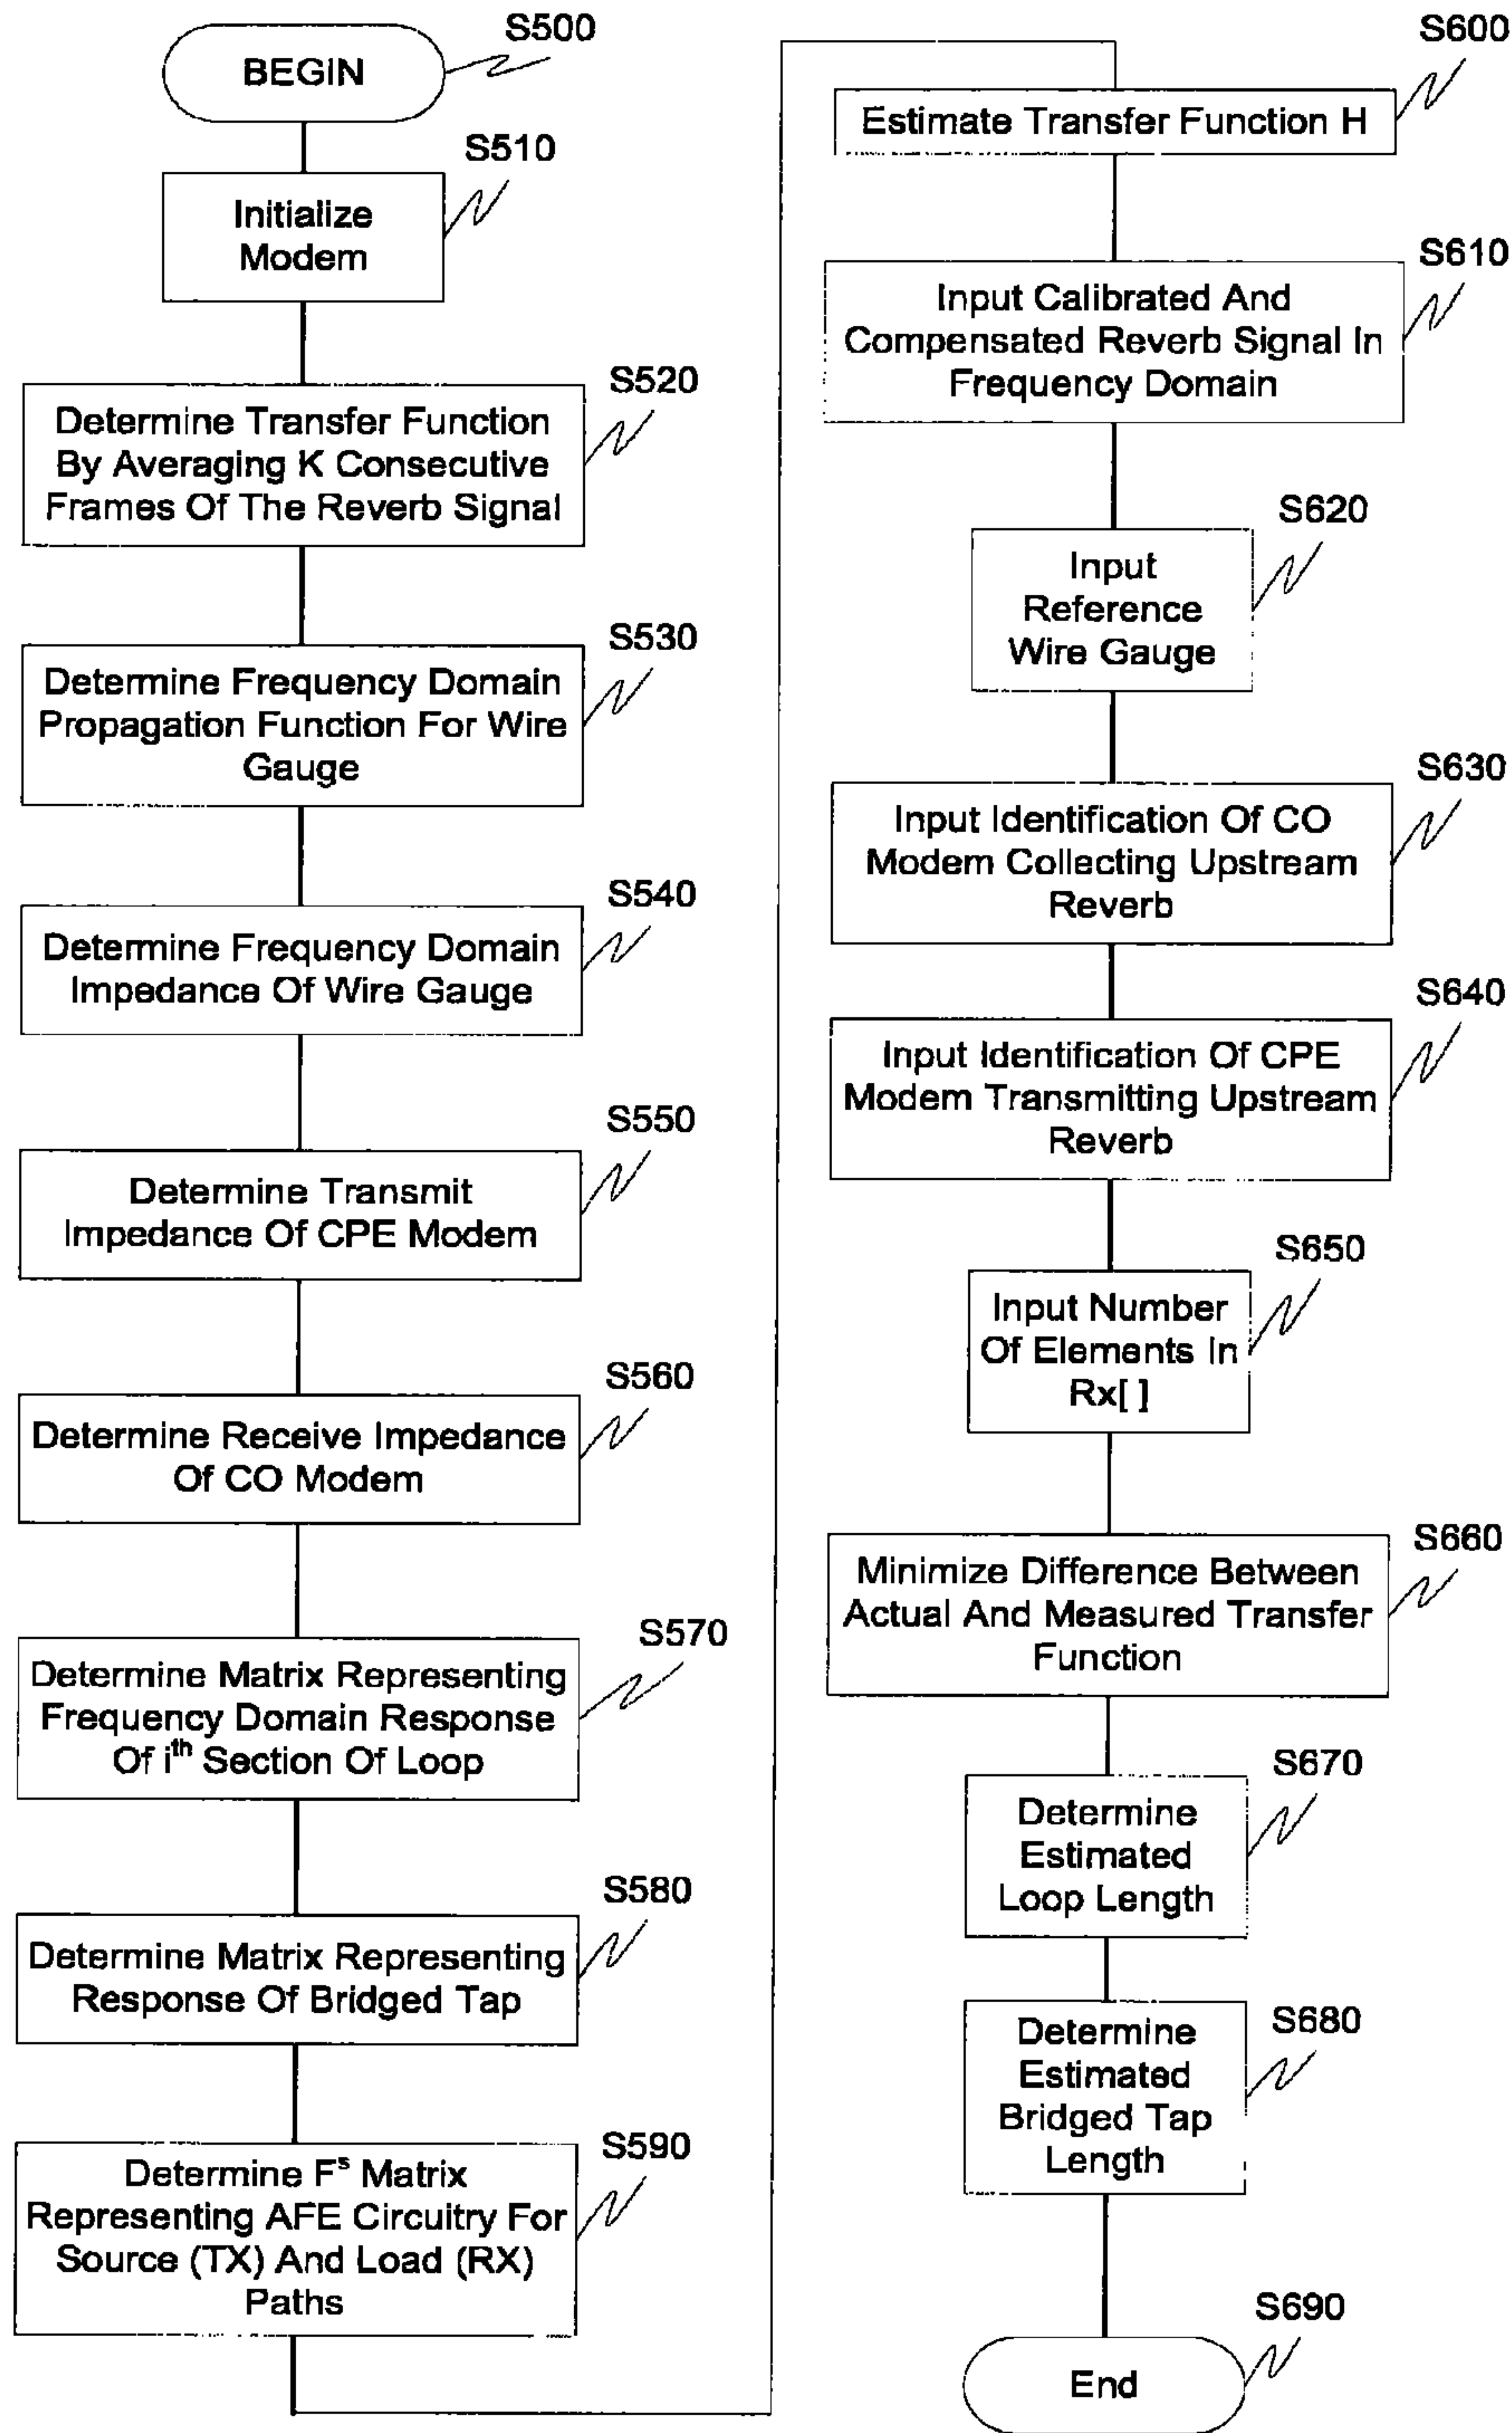 S500
BEGIN
S510
Initialize
Modem
S520
Determine Transfer Function
By Averaging K Consecutive
Frames Of The Reverb Signal
S530
Determine Frequency Domain
Propagation Function For Wire
Gauge
S540
Determine Frequency Domain
Impedance Of Wire Gauge
S550
Determine Transmit
Impedance Of CPE Modem
S560
Determine Receive Impedance
Of CO Modem
S570
Determine Matrix Representing
Frequency Domain Response
Of iᵗʰ Section Of Loop
S580
Determine Matrix Representing
Response Of Bridged Tap
S590
Determine Fˢ Matrix
Representing AFE Circuitry For
Source (TX) And Load (RX)
Paths
S600
Estimate Transfer Function H
S610
Input Calibrated And
Compensated Reverb Signal In
Frequency Domain
S620
Input
Reference
Wire Gauge
S630
Input Identification Of CO
Modem Collecting Upstream
Reverb
S640
Input Identification Of CPE
Modem Transmitting Upstream
Reverb
S650
Input Number
Of Elements In
Rx[ ]
S660
Minimize Difference Between
Actual And Measured Transfer
Function
S670
Determine
Estimated
Loop Length
S680
Determine
Estimated
Bridged Tap
Length
S690
End